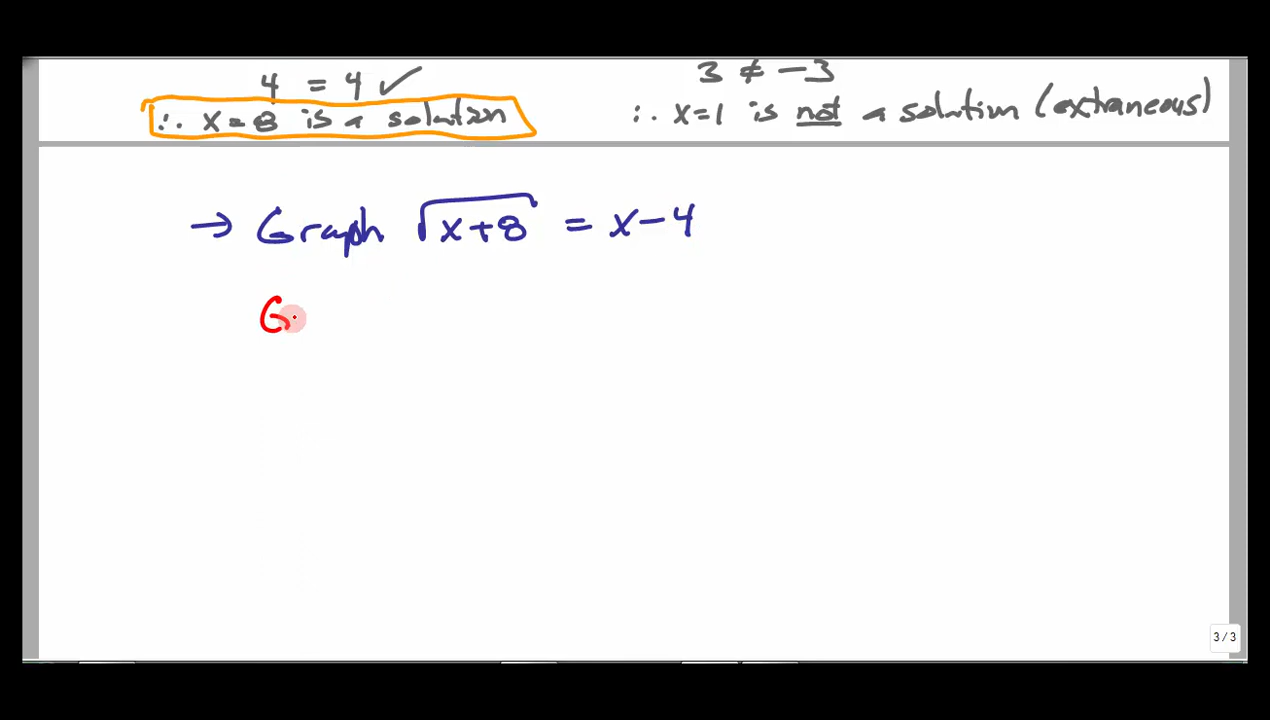 4 = 4 ✓
∴ x=8 is a solution
3 ≠ -3
∴ x=1 is not a solution (extraneous)
→ Graph √(x+8) = x-4
G
3 / 3